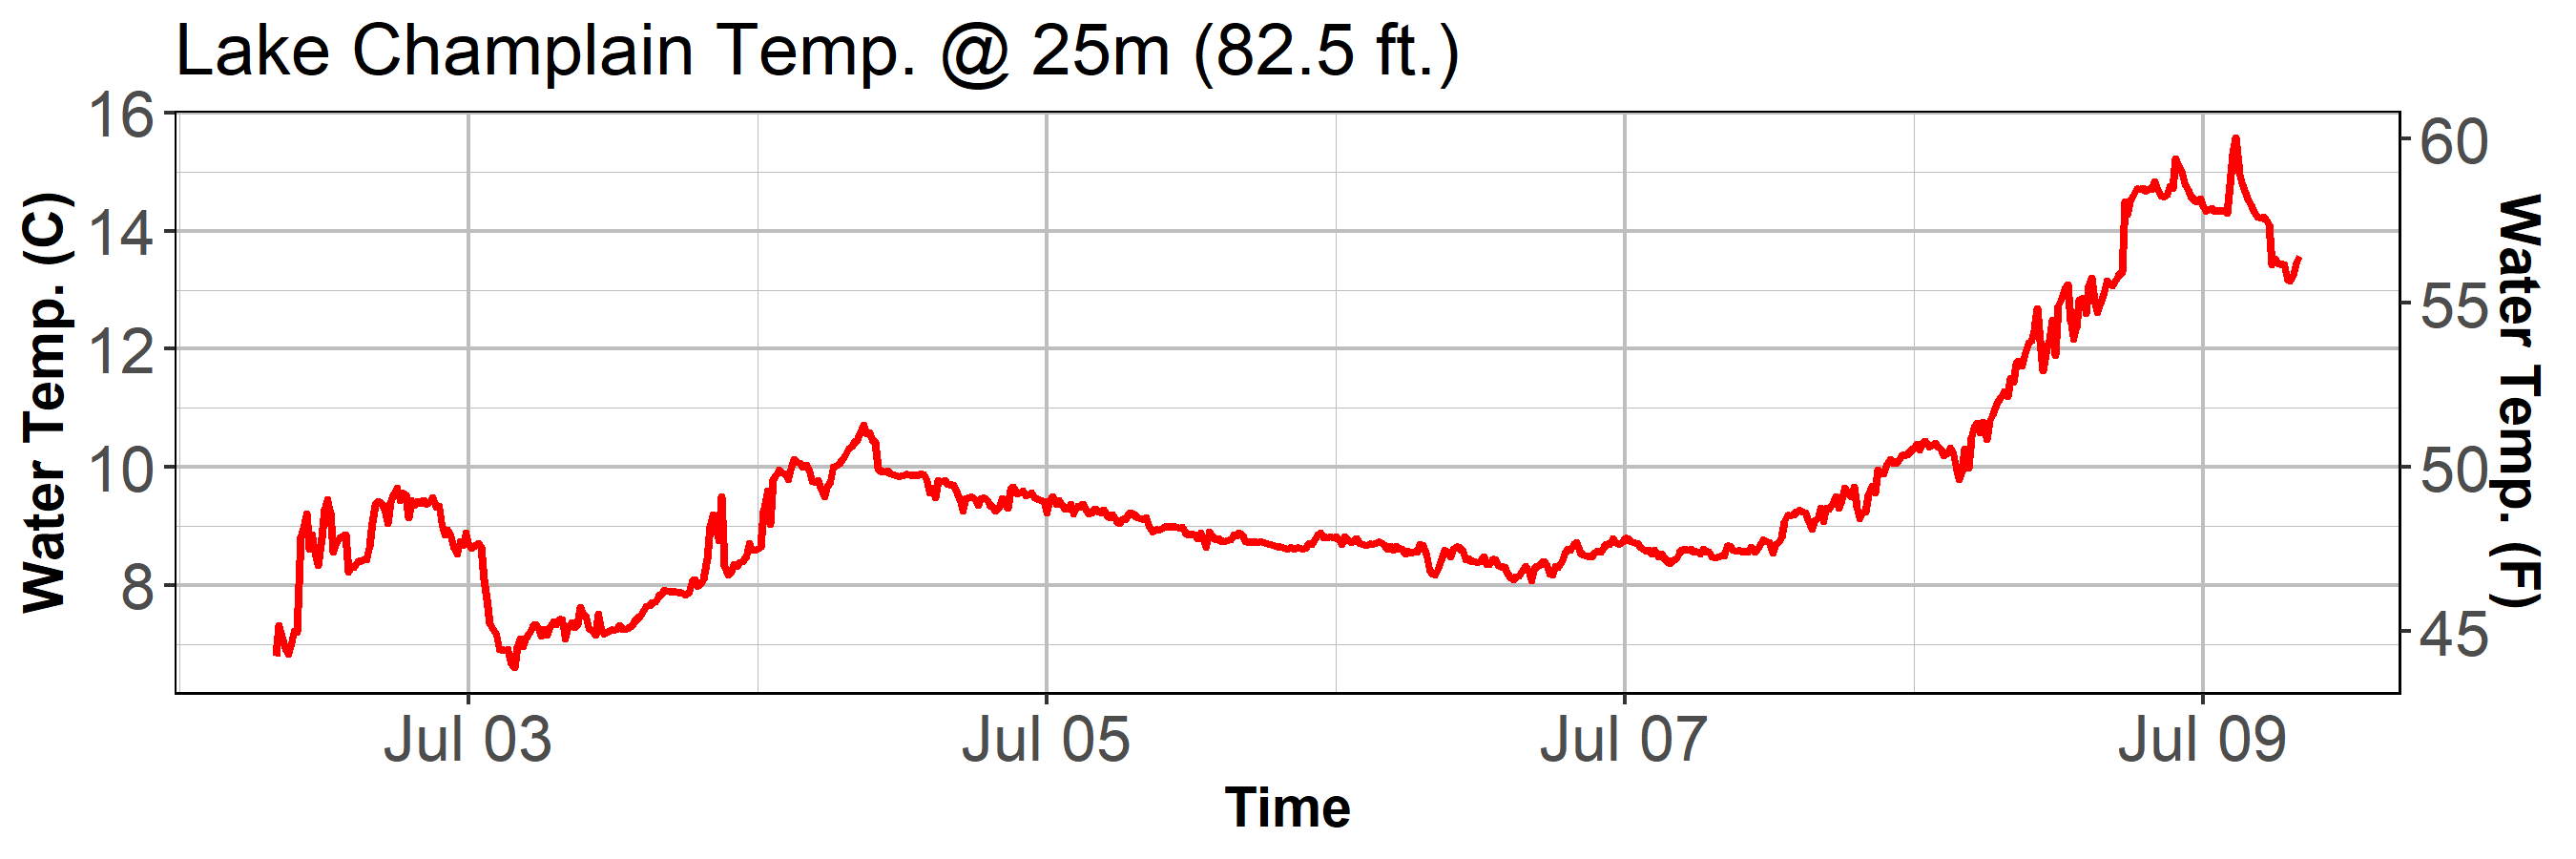 Lake Champlain Temp. @ 25m (82.5 ft.)
Water Temp. (C)
16
14
12
10
8
60
55
50
45
Water Temp. (F)
Jul 03
Jul 05
Jul 07
Jul 09
Time